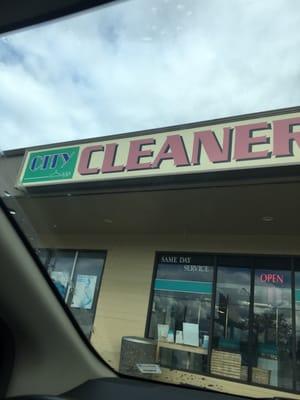 CITY CLEANER
SAME DAY
SERVICE
OPEN